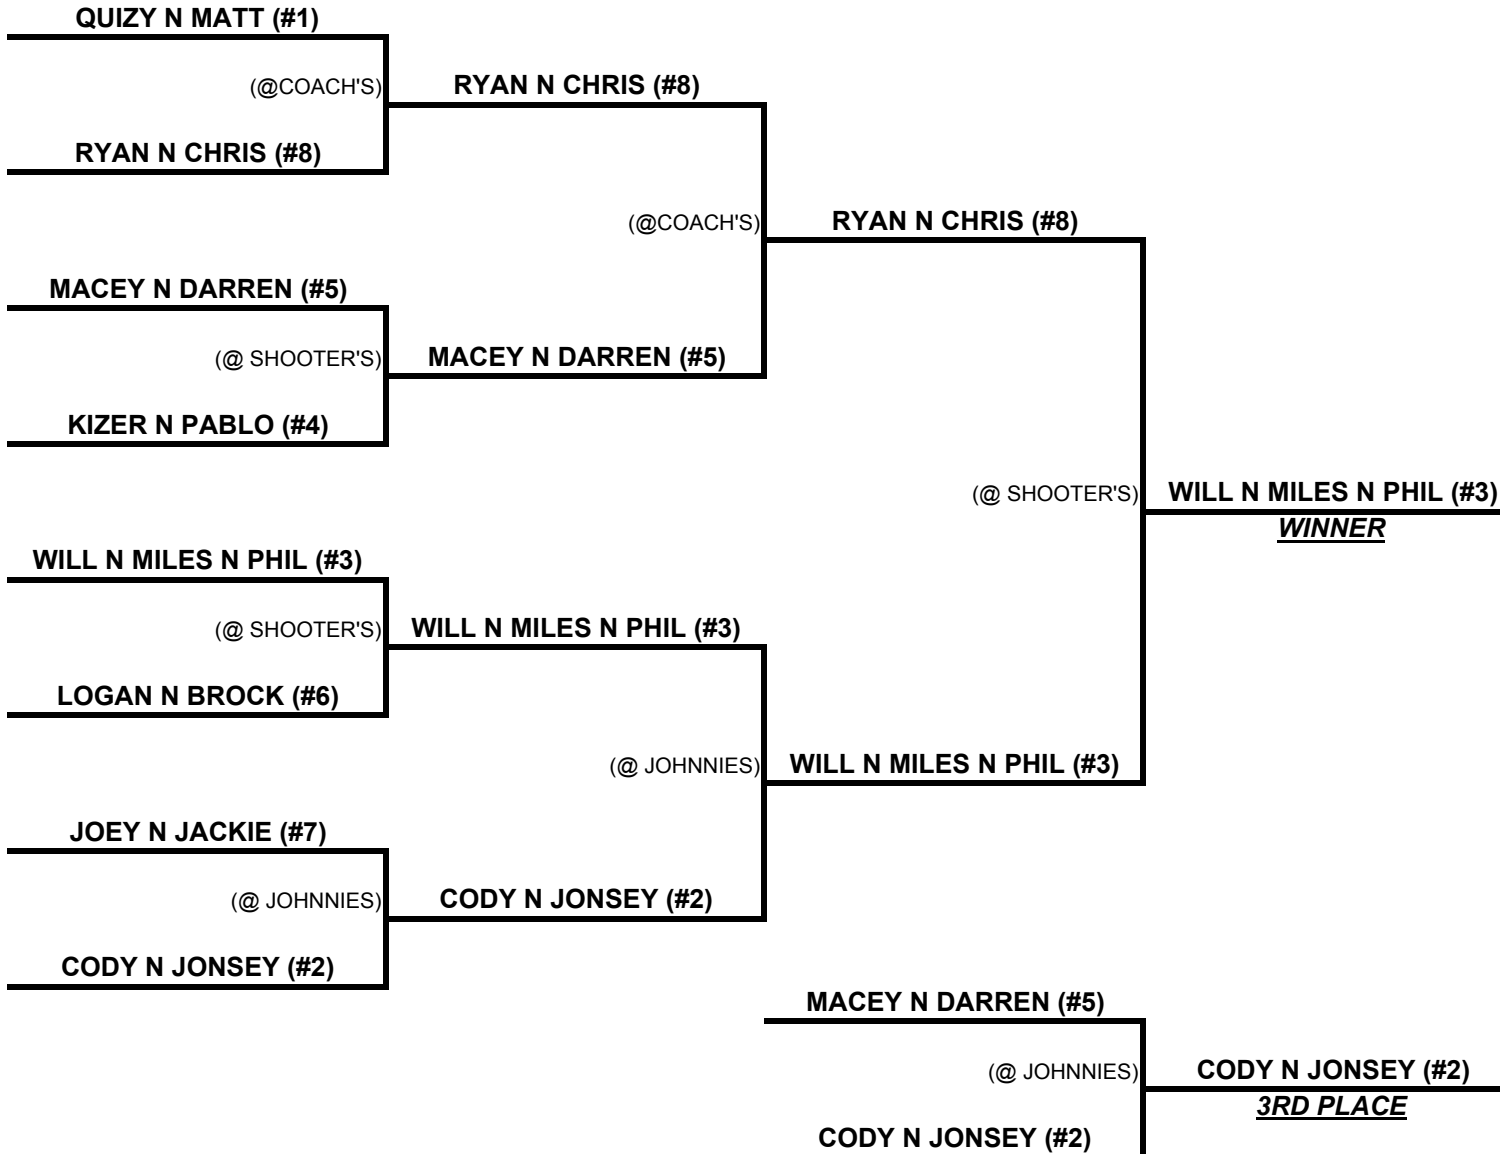 QUIZY N MATT (#1)
(@COACH'S)
RYAN N CHRIS (#8)
RYAN N CHRIS (#8)
(@COACH'S)
RYAN N CHRIS (#8)
MACEY N DARREN (#5)
(@ SHOOTER'S)
MACEY N DARREN (#5)
KIZER N PABLO (#4)
(@ SHOOTER'S)
WILL N MILES N PHIL (#3)
WINNER
WILL N MILES N PHIL (#3)
(@ SHOOTER'S)
WILL N MILES N PHIL (#3)
LOGAN N BROCK (#6)
(@ JOHNNIES)
WILL N MILES N PHIL (#3)
JOEY N JACKIE (#7)
(@ JOHNNIES)
CODY N JONSEY (#2)
CODY N JONSEY (#2)
MACEY N DARREN (#5)
(@ JOHNNIES)
CODY N JONSEY (#2)
3RD PLACE
CODY N JONSEY (#2)